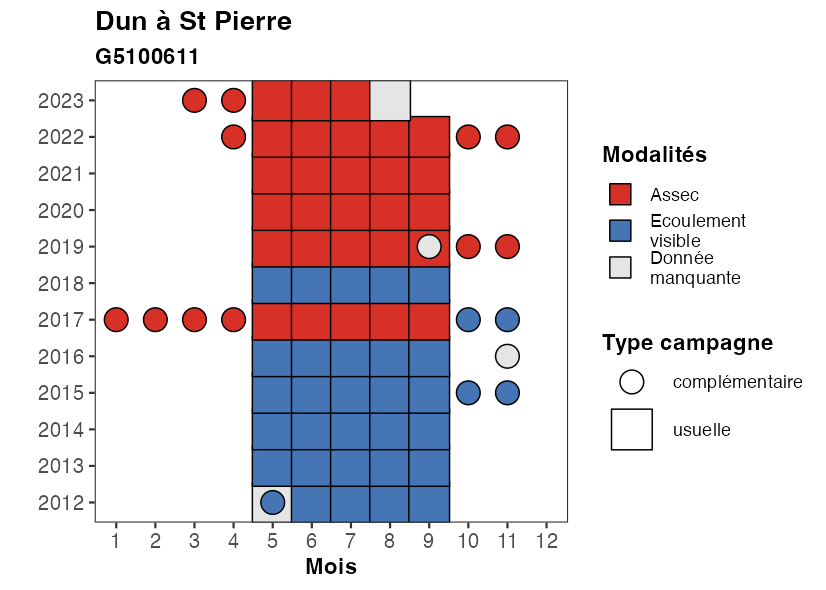 Dun à St Pierre
G5100611
2023
2022
2021
2020
2019
2018
2017
2016
2015
2014
2013
2012
1 2 3 4 5 6 7 8 9 10 11 12
Mois
Modalités
Assec
Ecoulement
visible
Donnée
manquante
Type campagne
complémentaire
usuelle